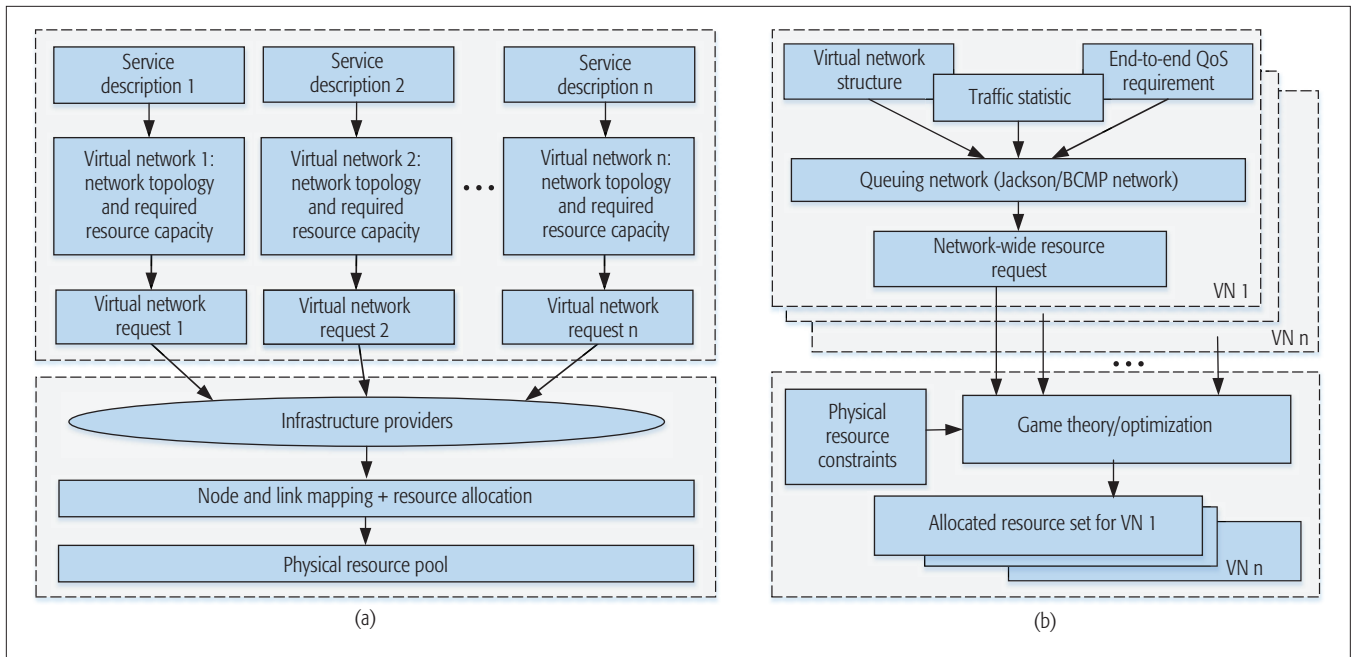 Service
description 1
Service
description 2
Service
description n
Virtual network 1:
network topology
and required
resource capacity
Virtual network 2:
network topology
and required
resource capacity
Virtual network n:
network topology
and required
resource capacity
Virtual network
request 1
Virtual network
request 2
Virtual network
request n
Infrastructure providers
Node and link mapping + resource allocation
Physical resource pool
(a)
Virtual network
structure
Traffic statistic
End-to-end QoS
requirement
Queuing network (Jackson/BCMP network)
Network-wide resource
request
VN 1
VN n
Physical
resource
constraints
Game theory/optimization
Allocated resource set for VN 1
VN n
(b)